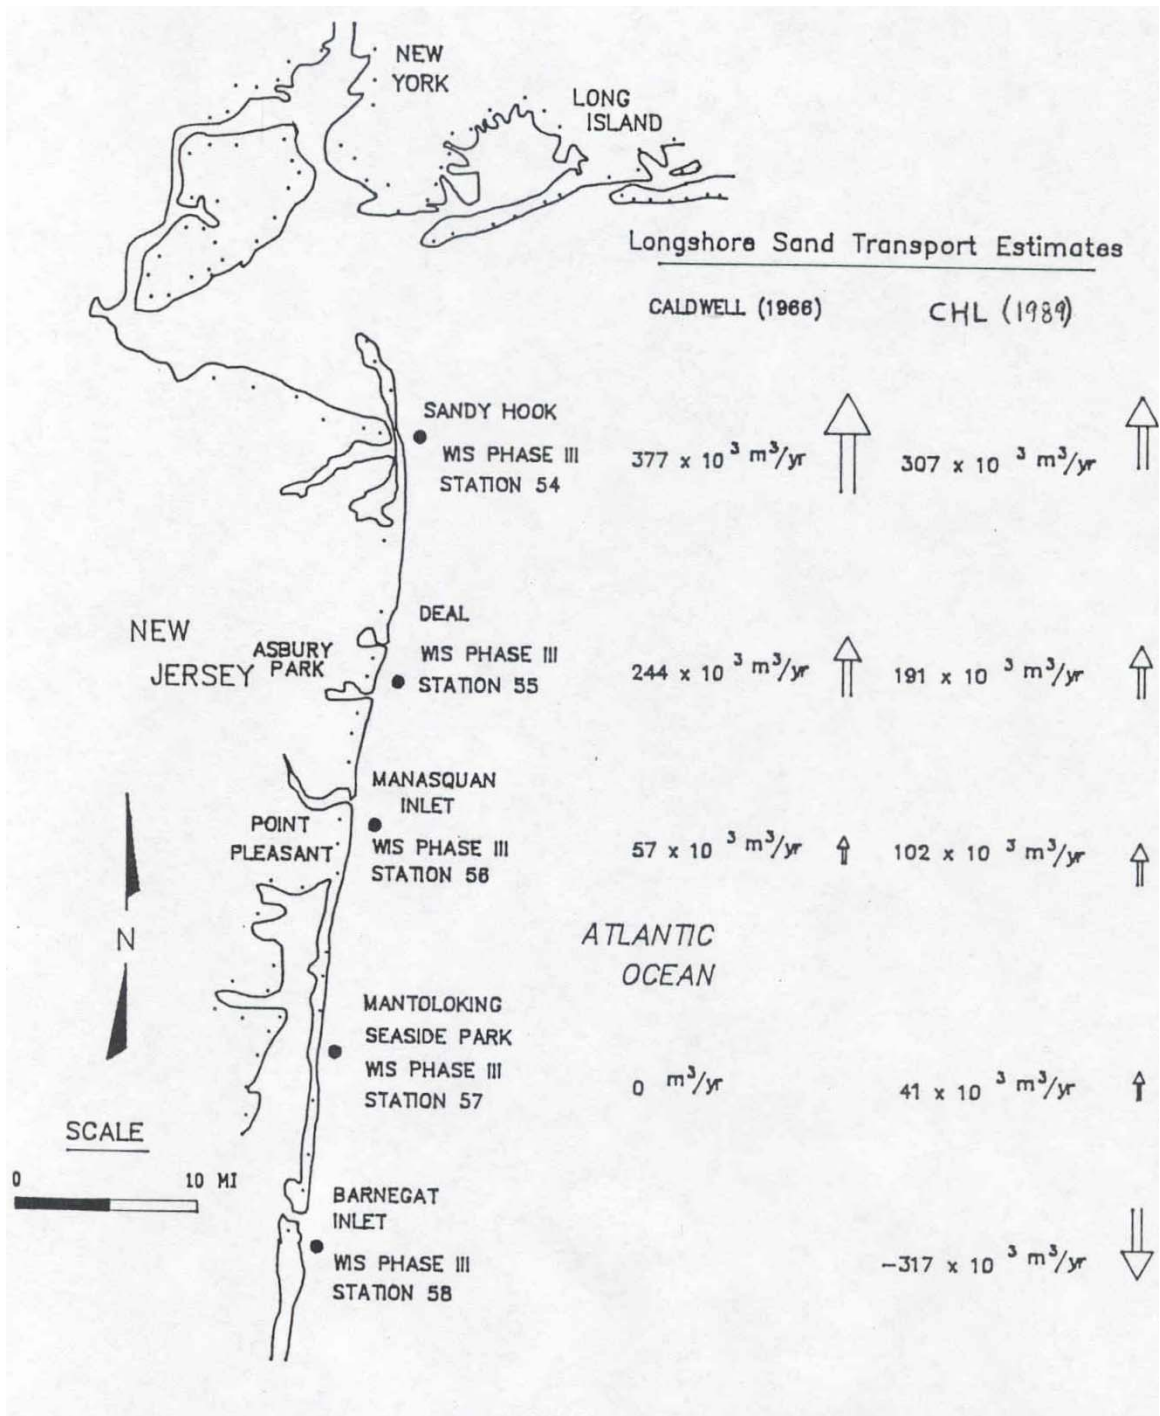 NEW
YORK
LONG
ISLAND
Longshore Sand Transport Estimates
CALDWELL (1966)
CHL (1989)
SANDY HOOK
WIS PHASE III
STATION 54
377 x 10 3 m3/yr
307 x 10 3 m3/yr
DEAL
WIS PHASE III
STATION 55
244 x 10 3 m3/yr
191 x 10 3 m3/yr
NEW
JERSEY
ASBURY
PARK
MANASQUAN
INLET
WIS PHASE III
STATION 56
57 x 10 3 m3/yr
102 x 10 3 m3/yr
POINT
PLEASANT
N
ATLANTIC
OCEAN
MANTOLOKING
SEASIDE PARK
WIS PHASE III
STATION 57
0 m3/yr
41 x 10 3 m3/yr
SCALE
0 10 MI
BARNEGAT
INLET
WIS PHASE III
STATION 58
-317 x 10 3 m3/yr